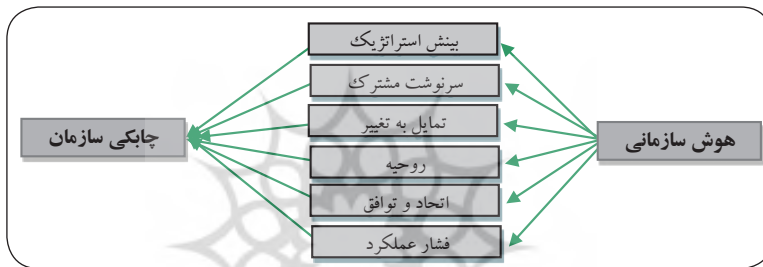 هوش سازمانی
بینش استراتژیک
سرنوشت مشترک
تمایل به تغییر
روحیه
اتحاد و توافق
فشار عملکرد
چابکی سازمان